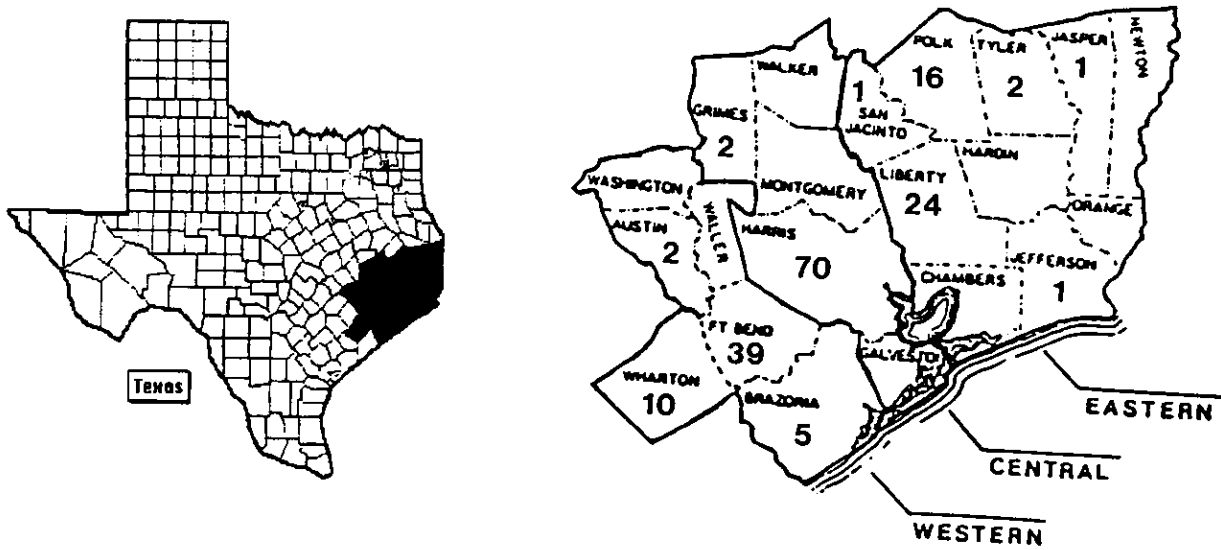 Texas
WALKER
POLK
16
TYLER
2
JASPER
1
NEWTON
GRIMES
2
1
SAN
JACINTO
HARDIN
WASHINGTON
MONTGOMERY
LIBERTY
24
ORANGE
AUSTIN
2
WALLER
HARRIS
70
JEFFERSON
1
CHAMBERS
FT BEND
39
GALVESTON
WHARTON
10
BRAZORIA
5
EASTERN
CENTRAL
WESTERN